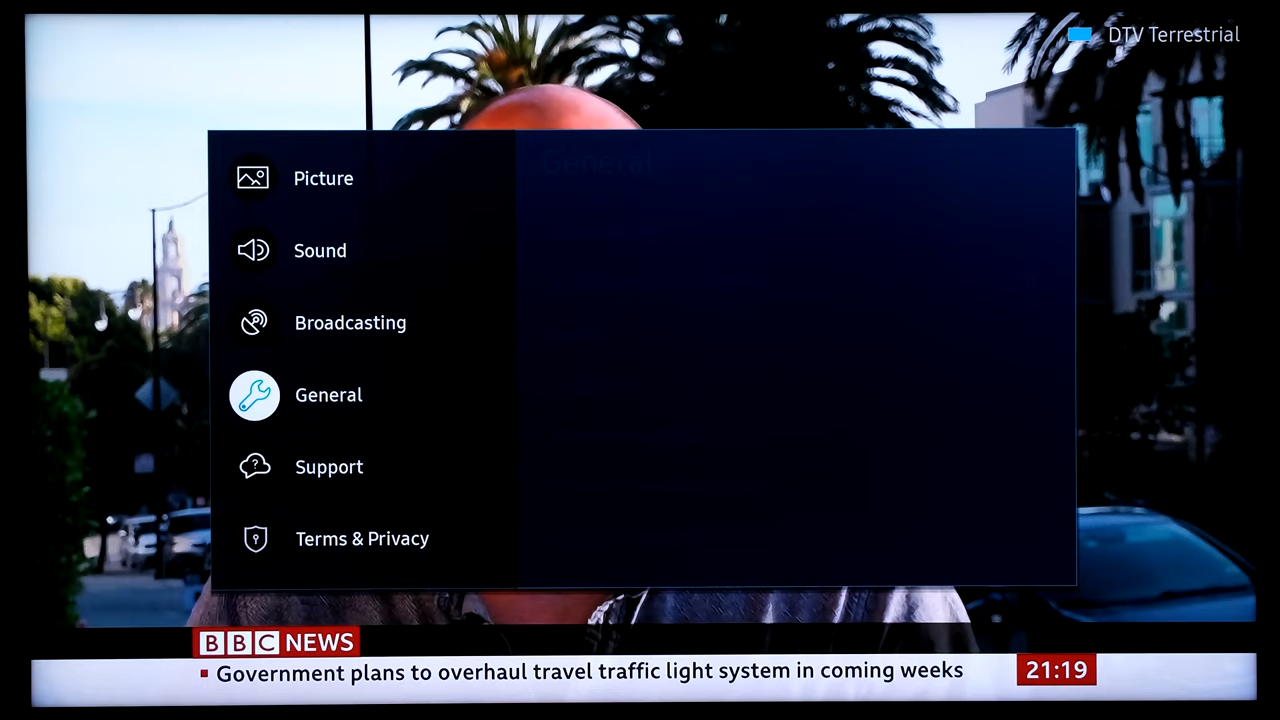 DTV Terrestrial
General
Picture
Sound
Broadcasting
General
Support
Terms & Privacy
BBC NEWS
Government plans to overhaul travel traffic light system in coming weeks
21:19